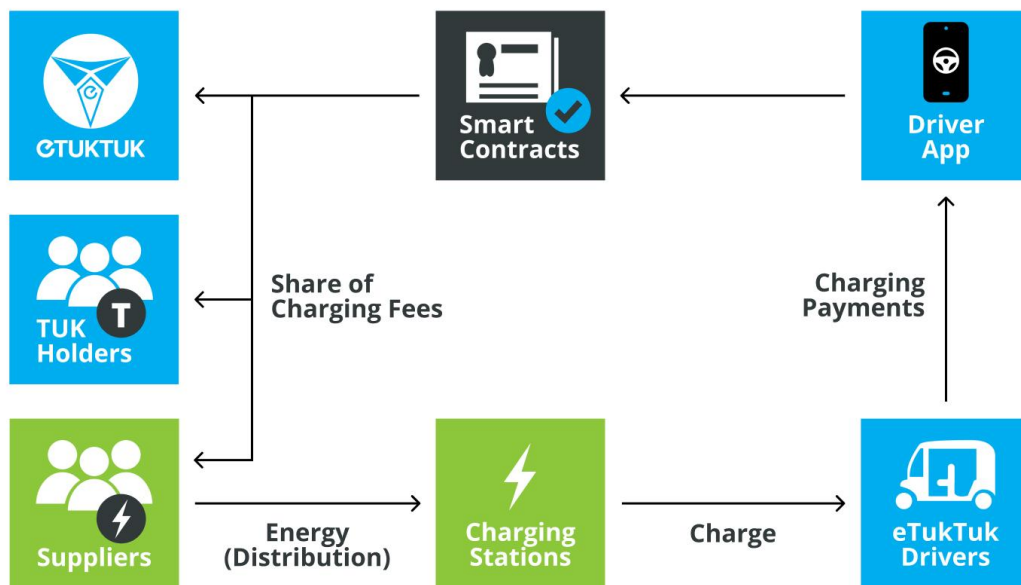 eTUKTUK
Smart
Contracts
Driver
App
T
TUK
Holders
Share of
Charging Fees
Charging
Payments
Suppliers
Energy
(Distribution)
Charging
Stations
Charge
eTukTuk
Drivers